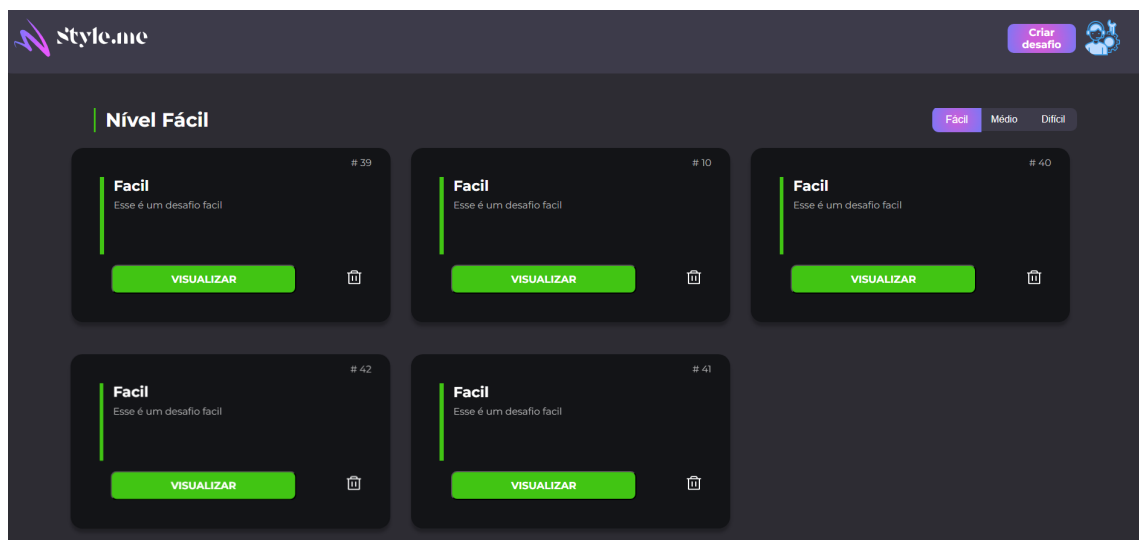 Style.me
Criar
desafio
Nível Fácil
Fácil Médio Difícil
# 39
Facil
Esse é um desafio facil
VISUALIZAR
# 10
Facil
Esse é um desafio facil
VISUALIZAR
# 40
Facil
Esse é um desafio facil
VISUALIZAR
# 42
Facil
Esse é um desafio facil
VISUALIZAR
# 41
Facil
Esse é um desafio facil
VISUALIZAR